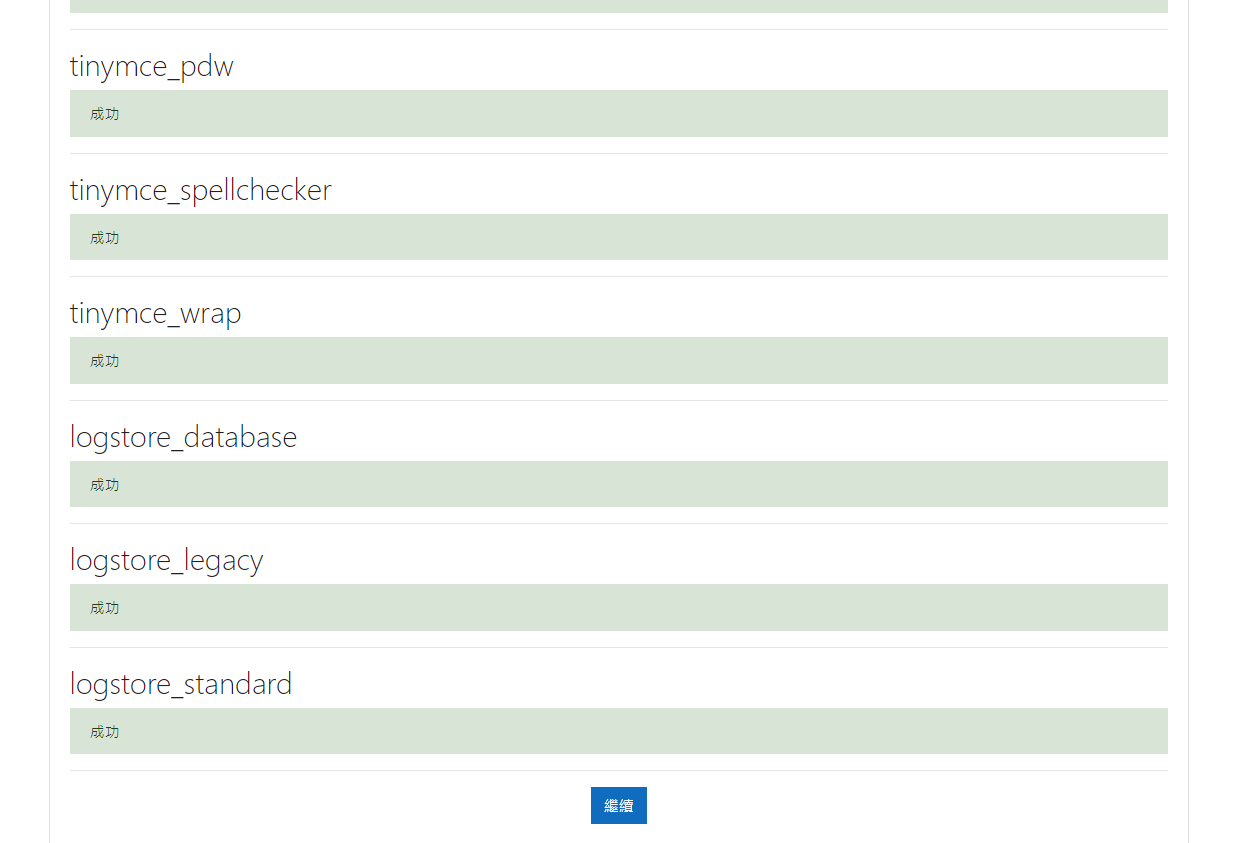 tinymce_pdw
成功
tinymce_spellchecker
成功
tinymce_wrap
成功
logstore_database
成功
logstore_legacy
成功
logstore_standard
成功
繼續